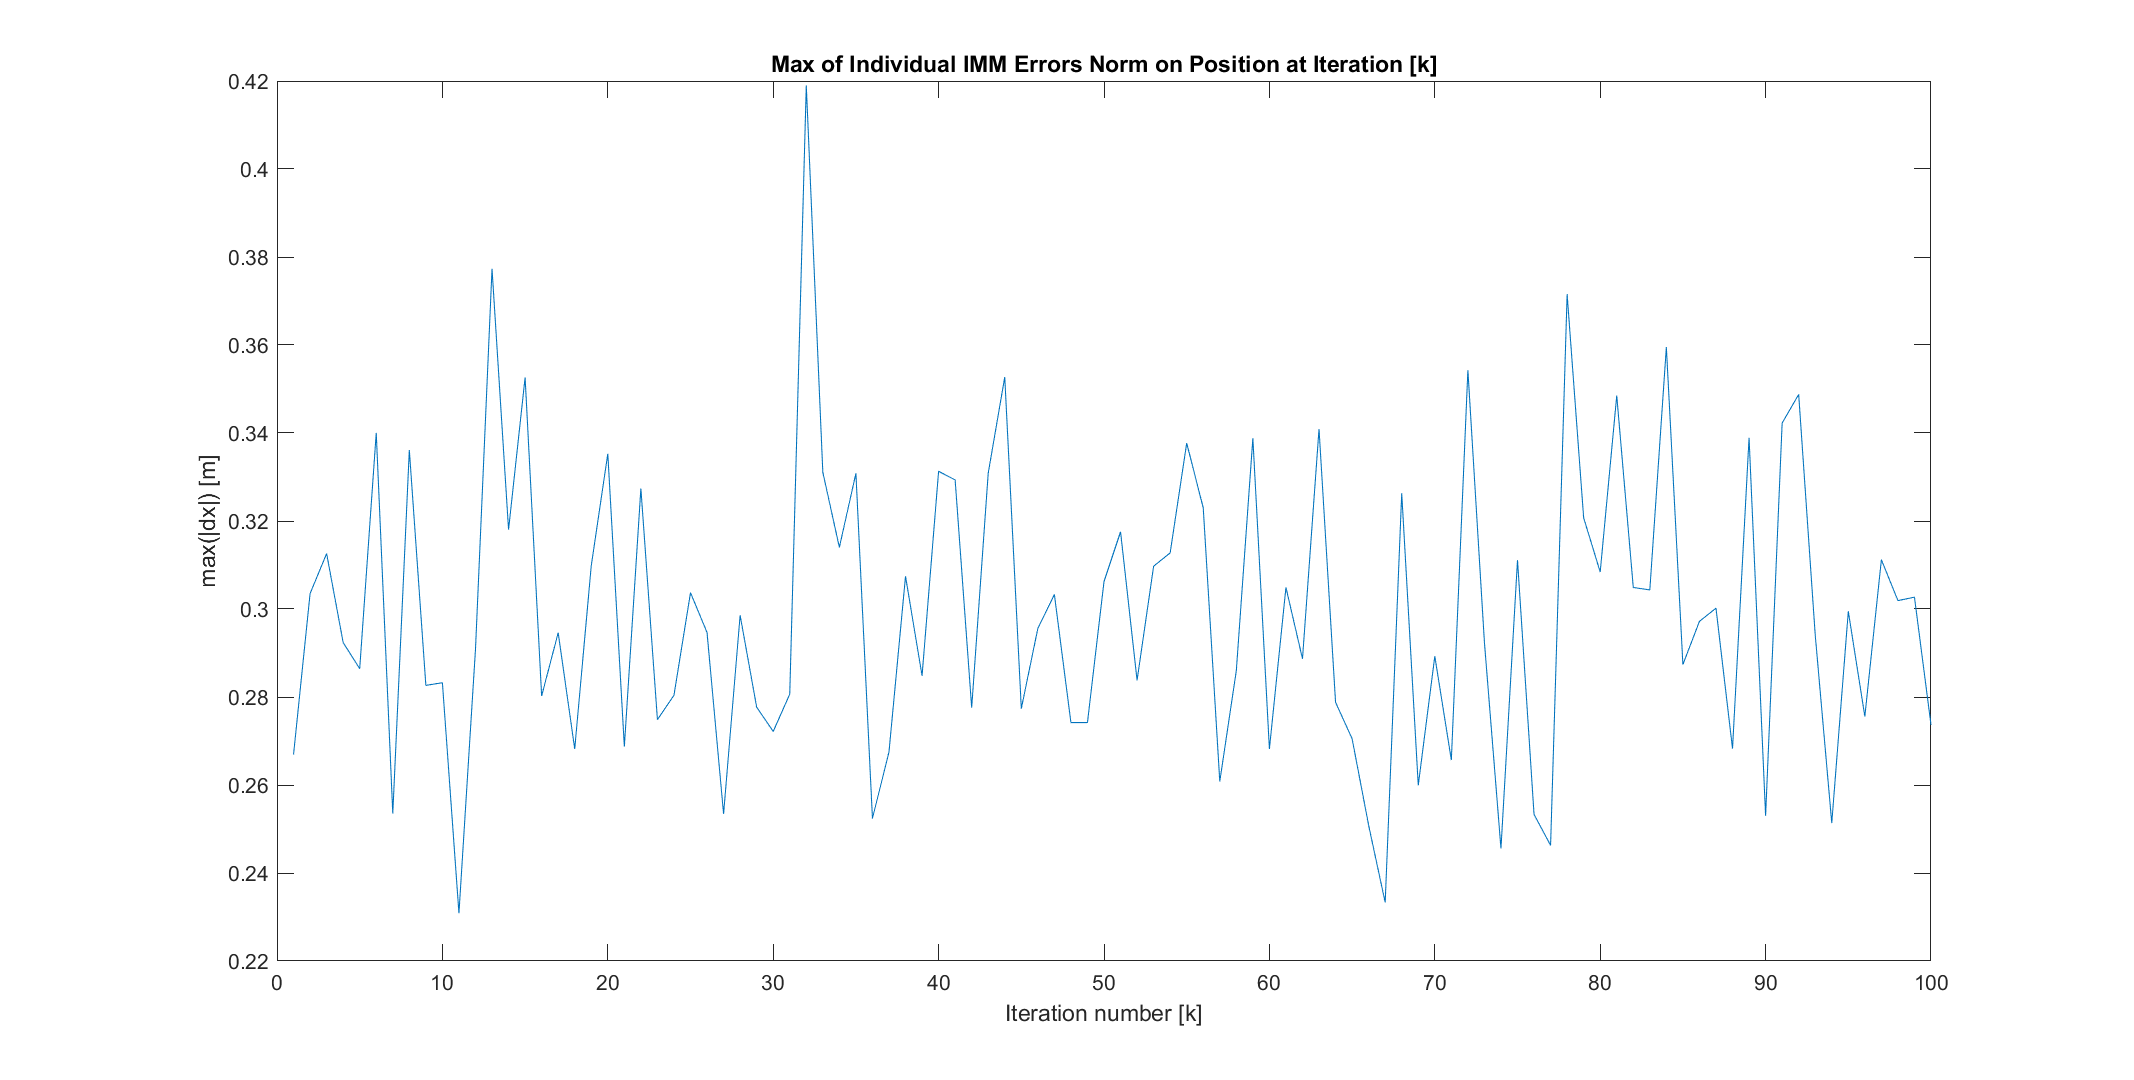 Max of Individual IMM Errors Norm on Position at Iteration [k]
0.42
0.4
0.38
0.36
0.34
0.32
0.3
0.28
0.26
0.24
0.22
max(|dx|) [m]
0 10 20 30 40 50 60 70 80 90 100
Iteration number [k]